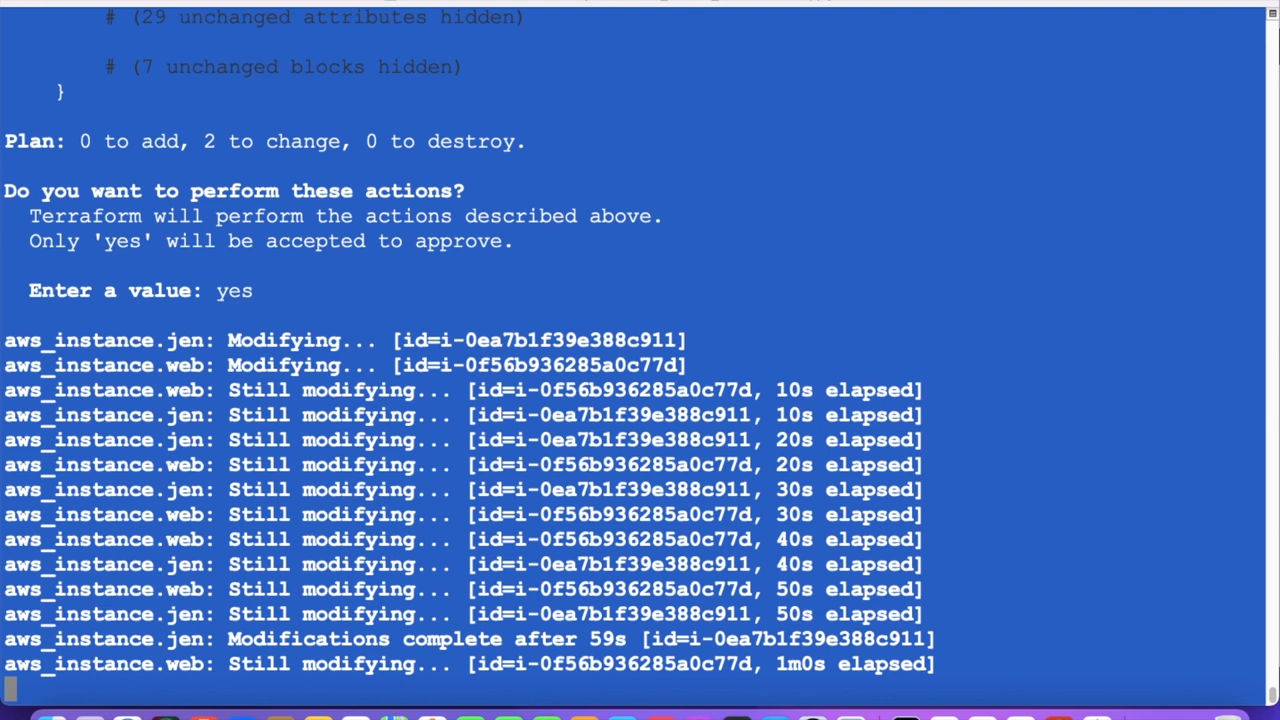 # (29 unchanged attributes hidden)
# (7 unchanged blocks hidden)
}
Plan: 0 to add, 2 to change, 0 to destroy.
Do you want to perform these actions?
Terraform will perform the actions described above.
Only 'yes' will be accepted to approve.
Enter a value: yes
aws_instance.jen: Modifying... [id=i-0ea7b1f39e388c911]
aws_instance.web: Modifying... [id=i-0f56b936285a0c77d]
aws_instance.web: Still modifying... [id=i-0f56b936285a0c77d, 10s elapsed]
aws_instance.jen: Still modifying... [id=i-0ea7b1f39e388c911, 10s elapsed]
aws_instance.jen: Still modifying... [id=i-0ea7b1f39e388c911, 20s elapsed]
aws_instance.web: Still modifying... [id=i-0f56b936285a0c77d, 20s elapsed]
aws_instance.jen: Still modifying... [id=i-0ea7b1f39e388c911, 30s elapsed]
aws_instance.web: Still modifying... [id=i-0f56b936285a0c77d, 30s elapsed]
aws_instance.web: Still modifying... [id=i-0f56b936285a0c77d, 40s elapsed]
aws_instance.jen: Still modifying... [id=i-0ea7b1f39e388c911, 40s elapsed]
aws_instance.web: Still modifying... [id=i-0f56b936285a0c77d, 50s elapsed]
aws_instance.jen: Still modifying... [id=i-0ea7b1f39e388c911, 50s elapsed]
aws_instance.jen: Modifications complete after 59s [id=i-0ea7b1f39e388c911]
aws_instance.web: Still modifying... [id=i-0f56b936285a0c77d, 1m0s elapsed]